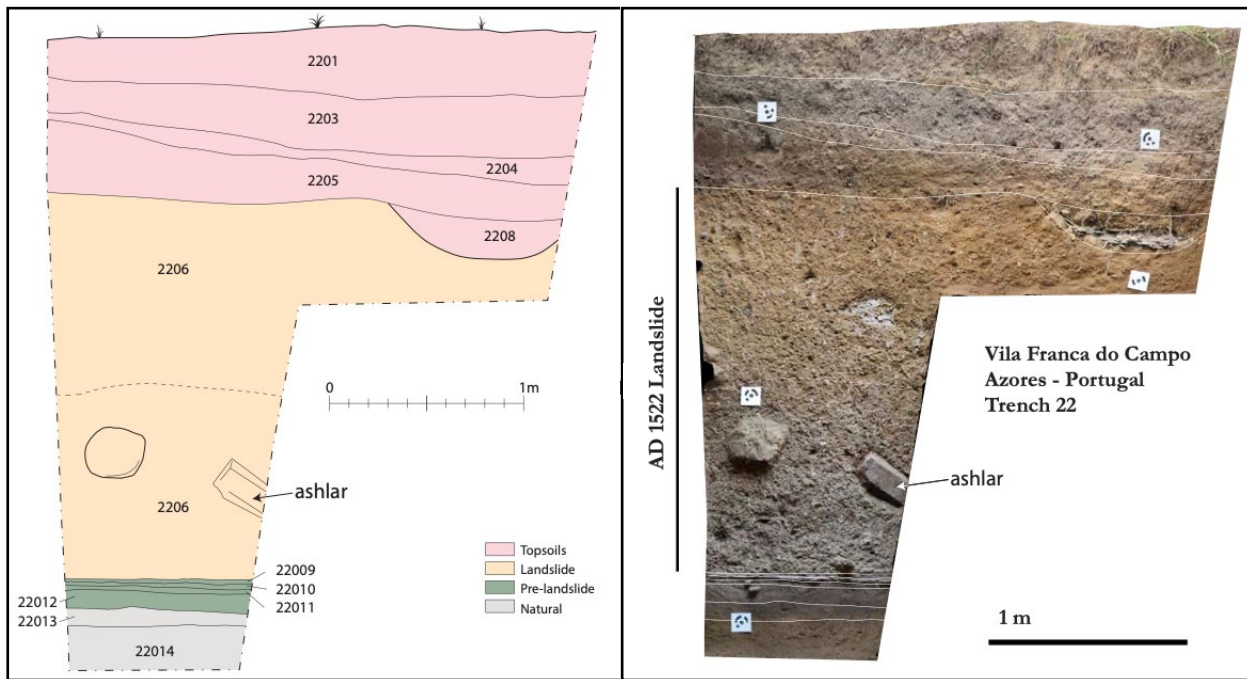 2201
2203
2204
2205
2208
2206
0
1m
2206
ashlar
22009
22010
22011
22012
22013
22014
Topsoils
Landslide
Pre-landslide
Natural
AD 1522 Landslide
Vila Franca do Campo
Azores - Portugal
Trench 22
ashlar
1 m